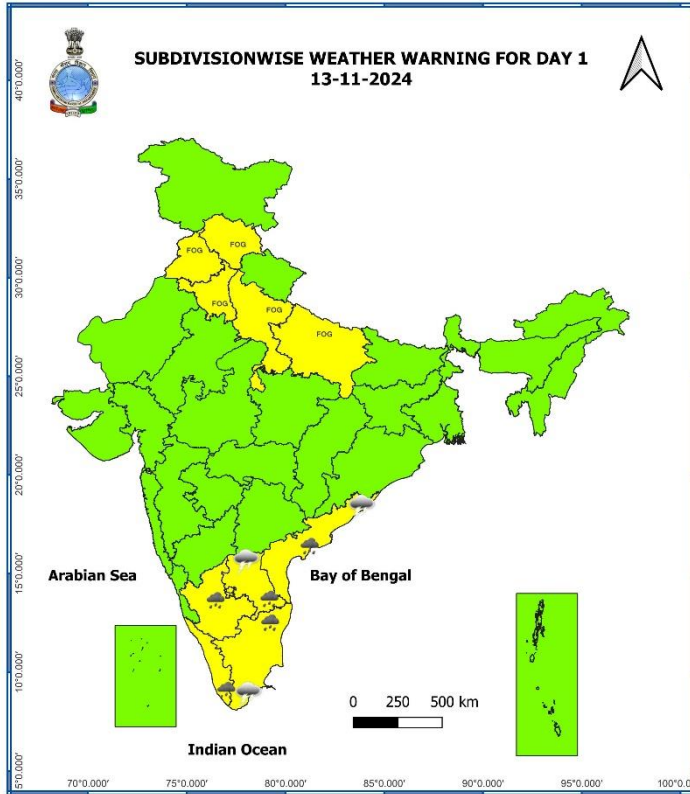 SUBDIVISIONWISE WEATHER WARNING FOR DAY 1
13-11-2024
40°0.000'
35°0.000'
30°0.000'
25°0.000'
20°0.000'
15°0.000'
10°0.000'
5°0.000'
FOG
FOG
FOG
FOG
FOG
Arabian Sea
Bay of Bengal
0 250 500 km
Indian Ocean
70°0.000' 75°0.000' 80°0.000' 85°0.000' 90°0.000' 95°0.000' 100°0.0